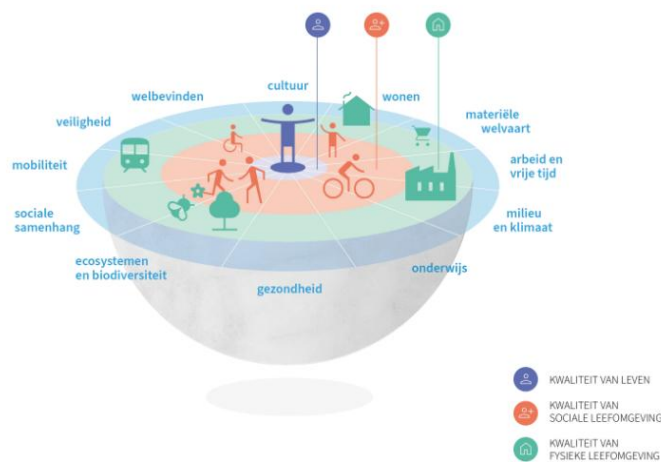 cultuur
wonen
materiële
welvaart
arbeid en
vrije tijd
milieu
en klimaat
onderwijs
gezondheid
ecosystemen
en biodiversiteit
sociale
samenhang
mobiliteit
veiligheid
welbevinden
KWALITEIT VAN LEVEN
KWALITEIT VAN
SOCIALE LEEFOMGEVING
KWALITEIT VAN
FYSIEKE LEEFOMGEVING